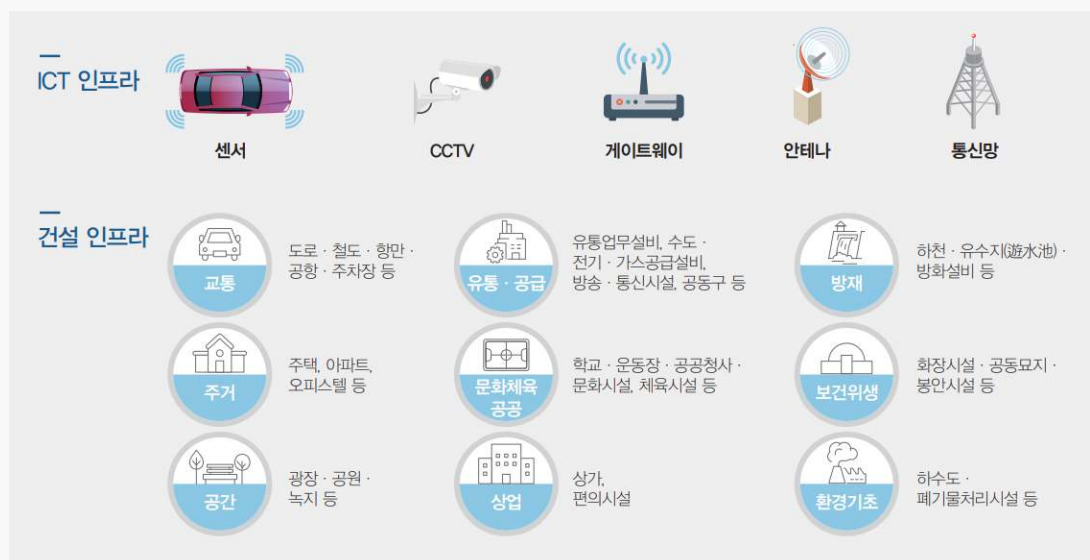 ICT 인프라
센서
CCTV
게이트웨이
안테나
통신망
건설 인프라
교통
도로 · 철도 · 항만 ·
공항 · 주차장 등
유통 · 공급
유통업무설비, 수도 ·
전기 · 가스공급설비,
방송 · 통신시설, 공동구 등
방재
하천 · 유수지(遊水池) ·
방화설비 등
주거
주택, 아파트,
오피스텔 등
문화체육
공공
학교 · 운동장 · 공공청사 ·
문화시설, 체육시설 등
보건위생
화장시설 · 공동묘지 ·
봉안시설 등
공간
광장 · 공원 ·
녹지 등
상업
상가,
편의시설
환경기초
하수도 ·
폐기물처리시설 등